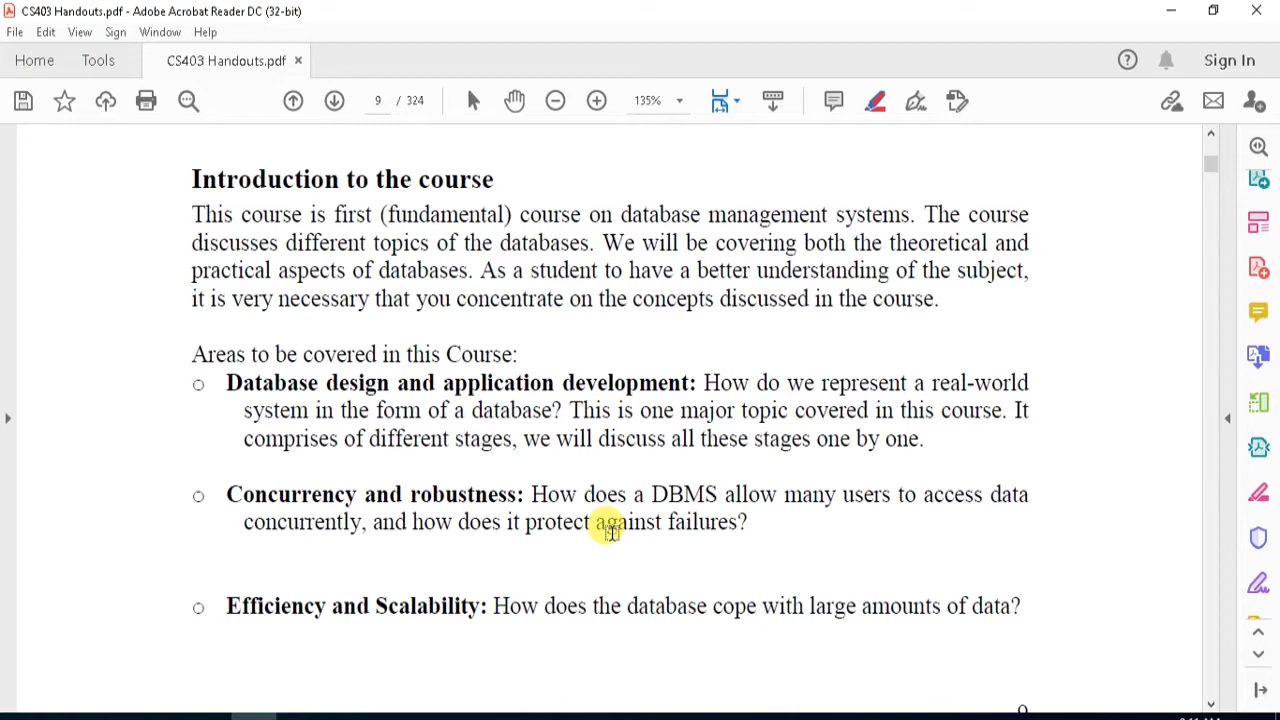 CS403 Handouts.pdf - Adobe Acrobat Reader DC (32-bit)
File Edit View Sign Window Help
Home Tools CS403 Handouts.pdf Sign In
9 / 324 135%
Introduction to the course
This course is first (fundamental) course on database management systems. The course
discusses different topics of the databases. We will be covering both the theoretical and
practical aspects of databases. As a student to have a better understanding of the subject,
it is very necessary that you concentrate on the concepts discussed in the course.
Areas to be covered in this Course:
○ Database design and application development: How do we represent a real-world
system in the form of a database? This is one major topic covered in this course. It
comprises of different stages, we will discuss all these stages one by one.
○ Concurrency and robustness: How does a DBMS allow many users to access data
concurrently, and how does it protect against failures?
○ Efficiency and Scalability: How does the database cope with large amounts of data?